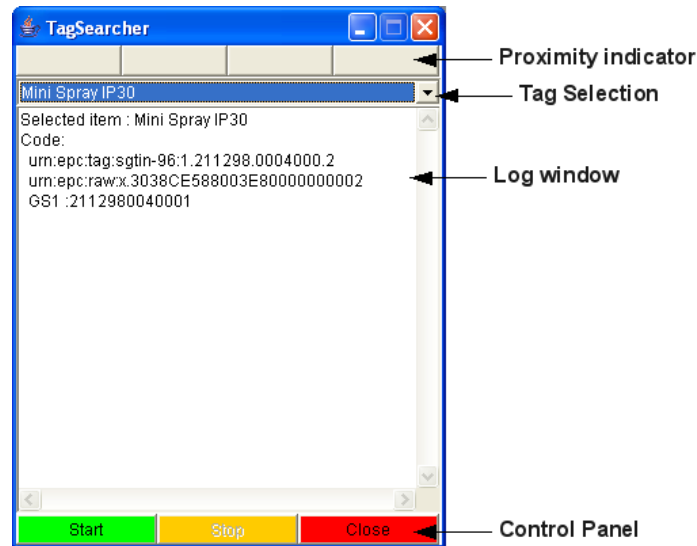 TagSearcher
Proximity indicator
Mini Spray IP30
Tag Selection
Selected item : Mini Spray IP30
Code:
urn:epc:tag:sgtin-96:1.211298.0004000.2
urn:epc:raw:x.3038CE588003E80000000002
Log window
GS1 :2112980040001
Start Stop Close
Control Panel